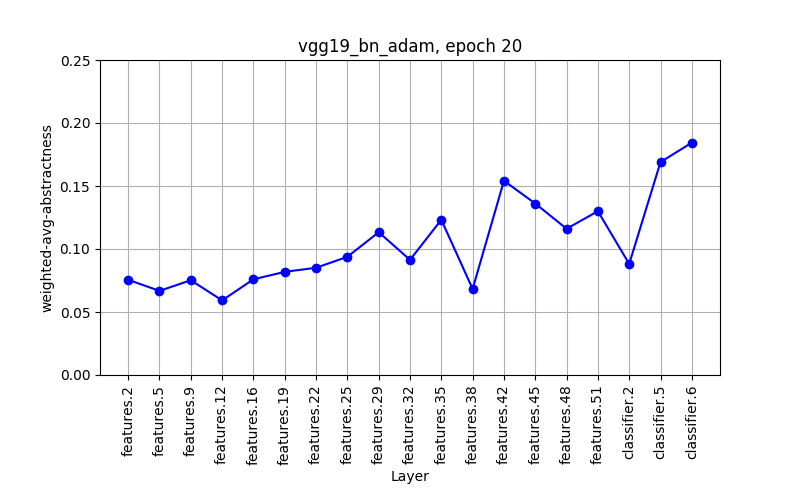 vgg19_bn_adam, epoch 20
weighted-avg-abstractness
0.25
0.20
0.15
0.10
0.05
0.00
features.2
features.5
features.9
features.12
features.16
features.19
features.22
features.25
features.29
features.32
features.35
features.38
features.42
features.45
features.48
features.51
classifier.2
classifier.5
classifier.6
Layer